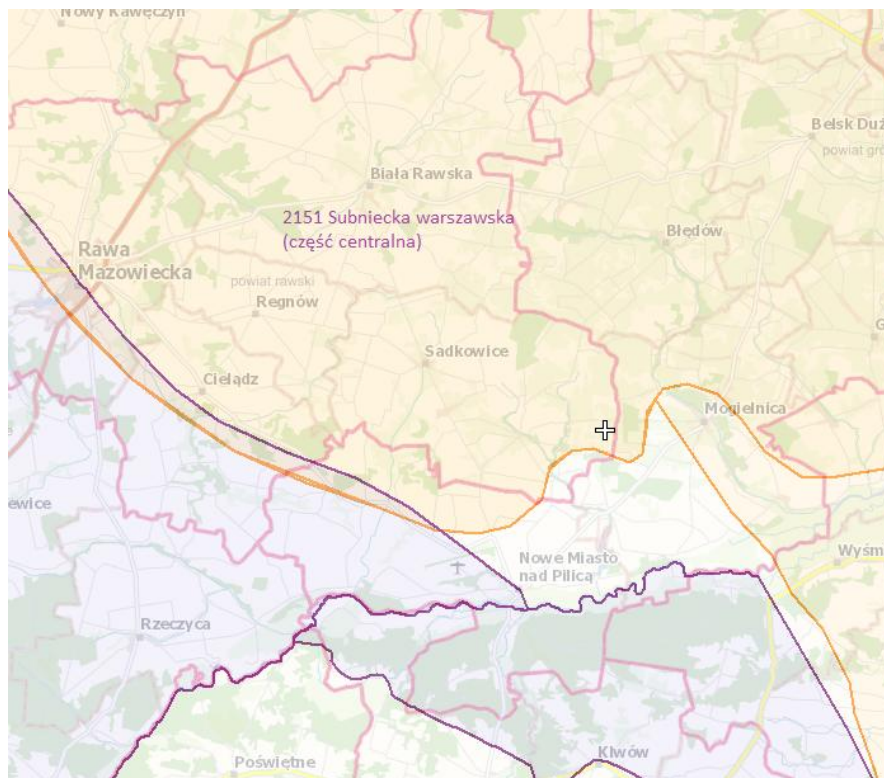 Nowy Kawęczyn
Belsk Duż
powiat gró
Biała Rawska
2151 Subniecka warszawska
(część centralna)
Błędów
Rawa
Mazowiecka
powiat rawski
Regnów
G
Sadkowice
Cielądz
Mogielnica
ewice
Nowe Miasto
nad Pilicą
Wyśm
Rzeczyca
Poświętne
Klwów